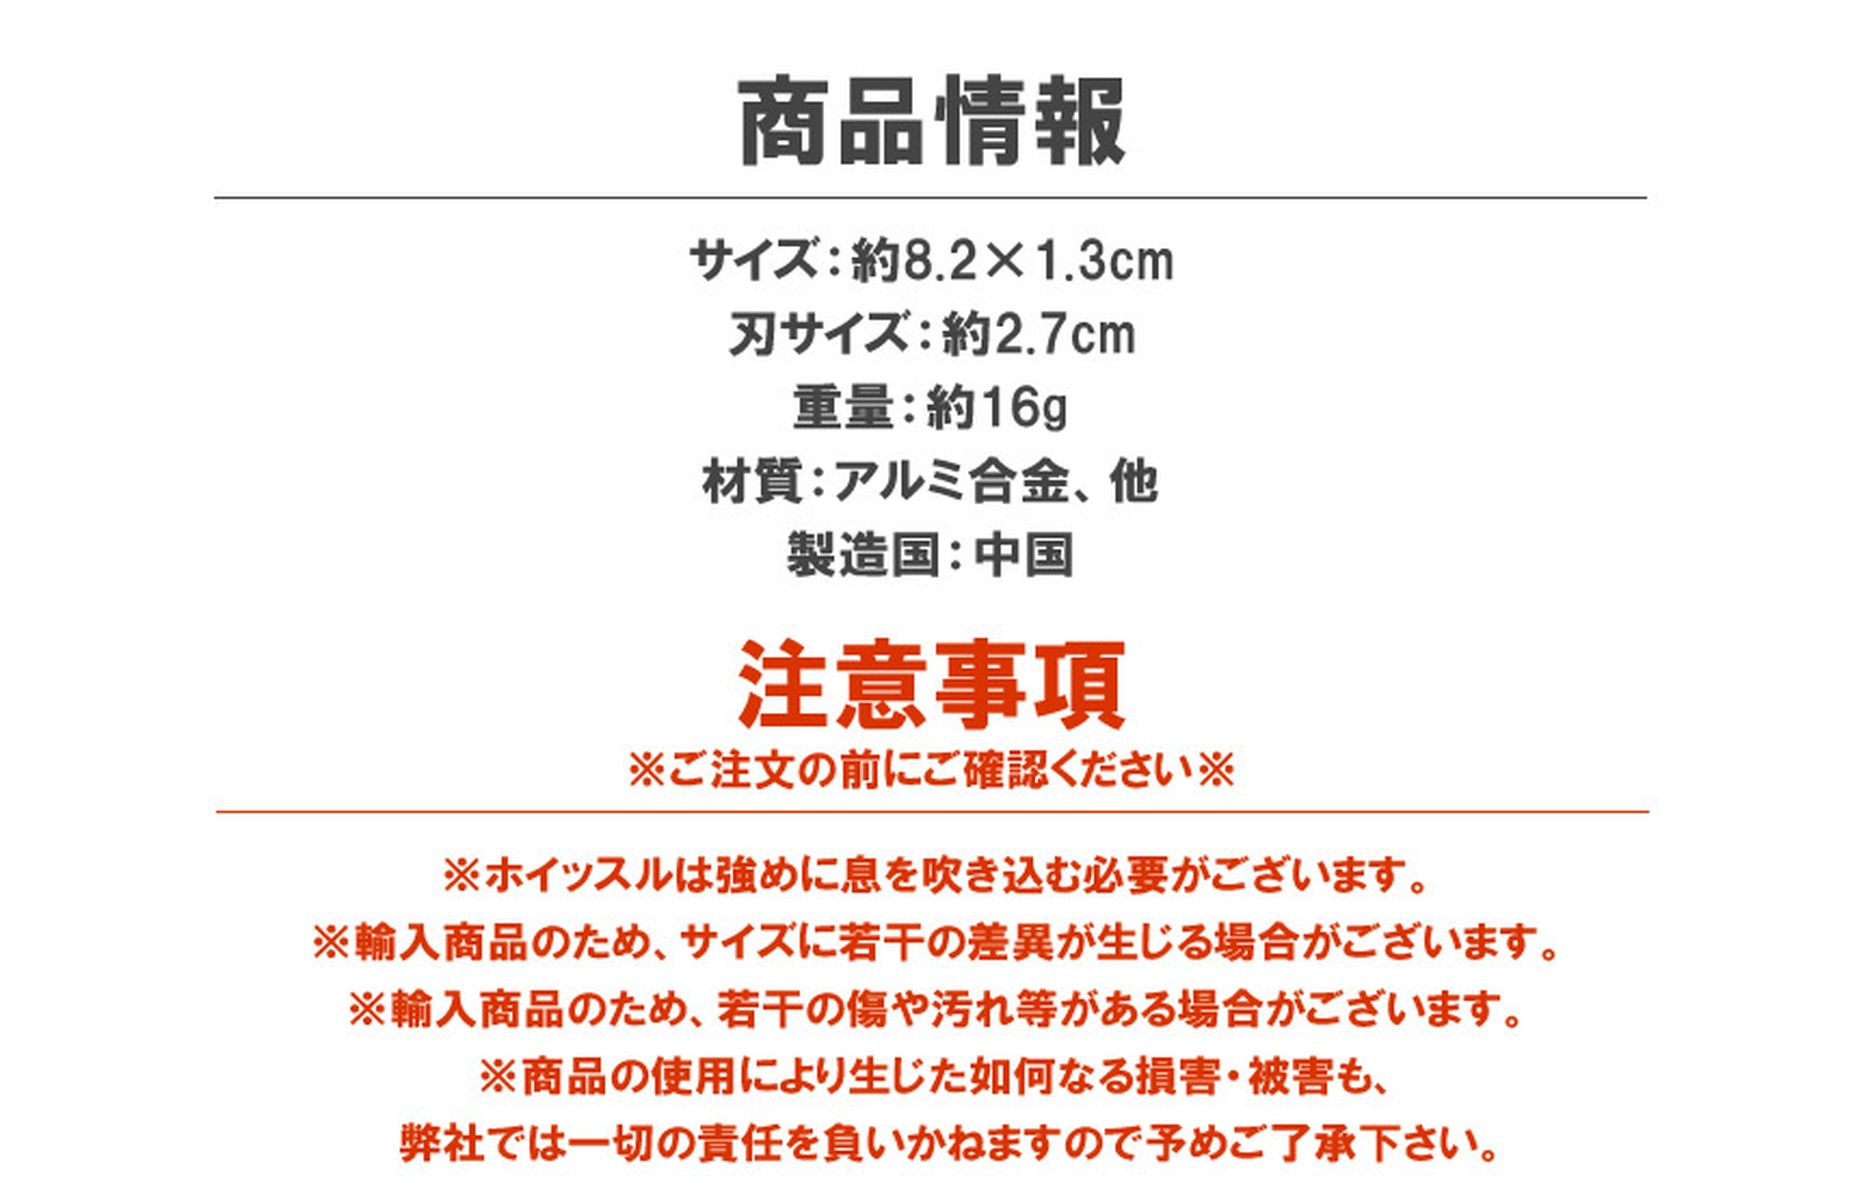 商品情報
サイズ：約8.2×1.3cm
刃サイズ：約2.7cm
重量：約16g
材質：アルミ合金、他
製造国：中国
注意事項
※ご注文の前にご確認ください※
※ホイッスルは強めに息を吹き込む必要がございます。
※輸入商品のため、サイズに若干の差異が生じる場合がございます。
※輸入商品のため、若干の傷や汚れ等がある場合がございます。
※商品の使用により生じた如何なる損害・被害も、
弊社では一切の責任を負いかねますので予めご了承下さい。